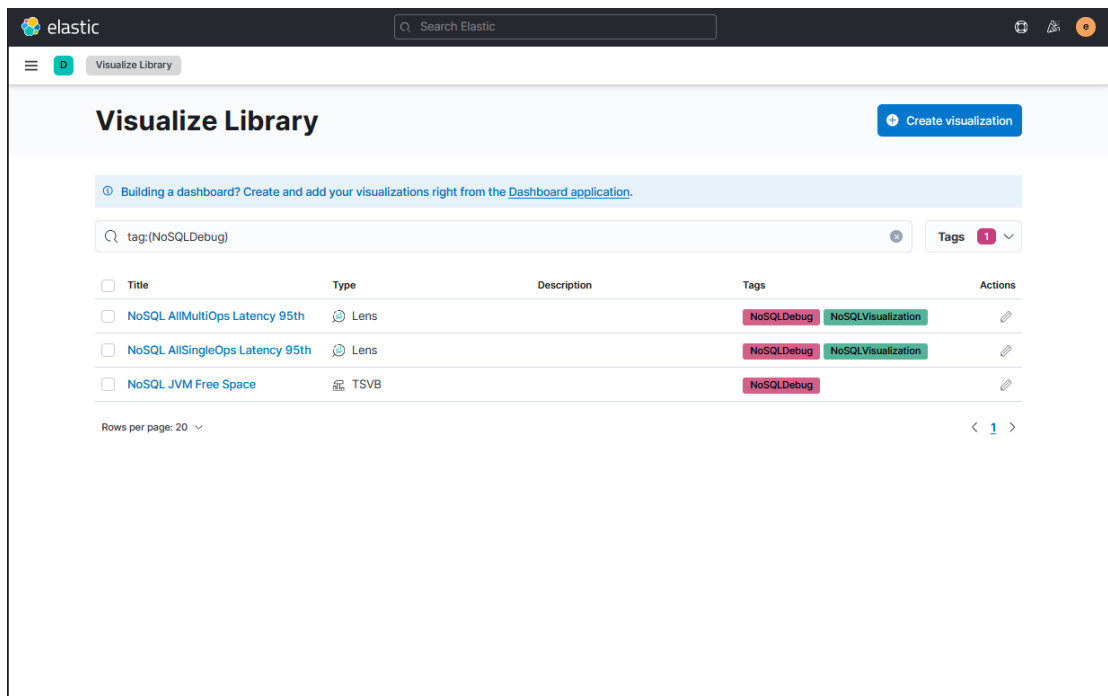 elastic
Search Elastic
e
D
Visualize Library
Visualize Library
Create visualization
Building a dashboard? Create and add your visualizations right from the Dashboard application.
tag:(NoSQLDebug)
Tags 1
Title Type Description Tags Actions
NoSQL AllMultiOps Latency 95th Lens NoSQLDebug NoSQLVisualization
NoSQL AllSingleOps Latency 95th Lens NoSQLDebug NoSQLVisualization
NoSQL JVM Free Space TSVB NoSQLDebug
Rows per page: 20
1